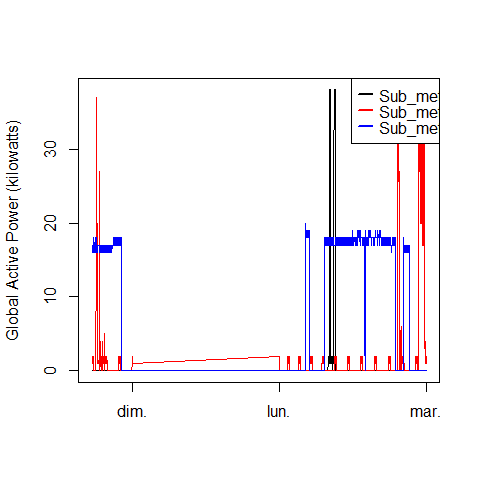 Global Active Power (kilowatts)
30
20
10
0
Sub_met
Sub_met
Sub_met
dim.
lun.
mar.